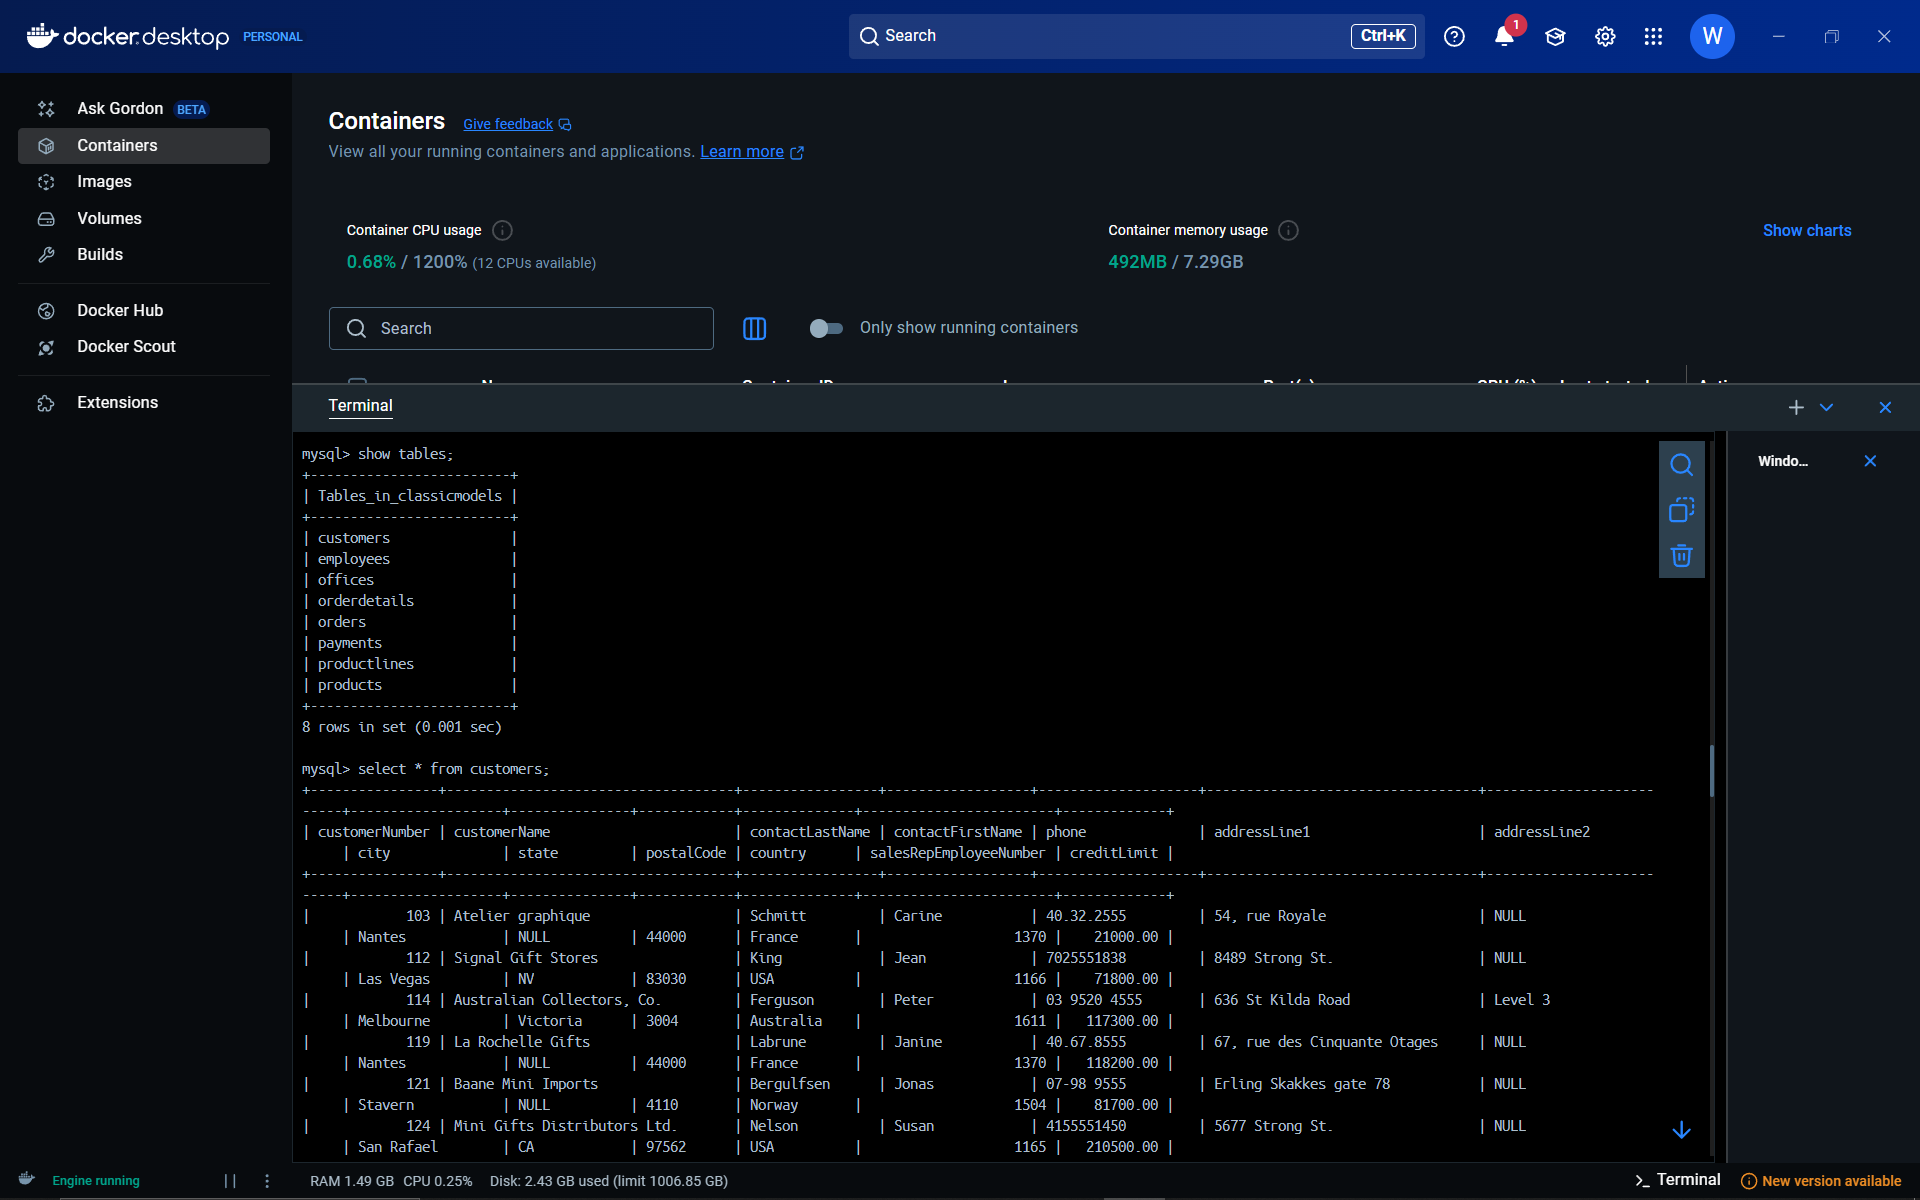 docker.desktop PERSONAL
Search Ctrl+K
1
W
Ask Gordon BETA
Containers
Images
Volumes
Builds
Docker Hub
Docker Scout
Extensions
Containers Give feedback
View all your running containers and applications. Learn more
Container CPU usage
0.68% / 1200% (12 CPUs available)
Container memory usage
492MB / 7.29GB
Show charts
Search
Only show running containers
Terminal
Windo...
mysql> show tables;
+-------------------------+
| Tables_in_classicmodels |
+-------------------------+
| customers               |
| employees               |
| offices                 |
| orderdetails            |
| orders                  |
| payments                |
| productlines            |
| products                |
+-------------------------+
8 rows in set (0.001 sec)
mysql> select * from customers;
+----------------+------------------------------------+-----------------+------------------+--------------------+----------------------------------+---------------------
-----+-------------------+---------------+-----------+--------------+------------------------+-------------+
| customerNumber | customerName | contactLastName | contactFirstName | phone | addressLine1 | addressLine2
| city | state | postalCode | country | salesRepEmployeeNumber | creditLimit |
+----------------+------------------------------------+-----------------+------------------+--------------------+----------------------------------+---------------------
-----+-------------------+---------------+-----------+--------------+------------------------+-------------+
| 103 | Atelier graphique | Schmitt | Carine | 40.32.2555 | 54, rue Royale | NULL
| Nantes | NULL | 44000 | France | 1370 | 21000.00 |
| 112 | Signal Gift Stores | King | Jean | 7025551838 | 8489 Strong St. | NULL
| Las Vegas | NV | 83030 | USA | 1166 | 71800.00 |
| 114 | Australian Collectors, Co. | Ferguson | Peter | 03 9520 4555 | 636 St Kilda Road | Level 3
| Melbourne | Victoria | 3004 | Australia | 1611 | 117300.00 |
| 119 | La Rochelle Gifts | Labrune | Janine | 40.67.8555 | 67, rue des Cinquante Otages | NULL
| Nantes | NULL | 44000 | France | 1370 | 118200.00 |
| 121 | Baane Mini Imports | Bergulfsen | Jonas | 07-98 9555 | Erling Skakkes gate 78 | NULL
| Stavern | NULL | 4110 | Norway | 1504 | 81700.00 |
| 124 | Mini Gifts Distributors Ltd. | Nelson | Susan | 4155551450 | 5677 Strong St. | NULL
| San Rafael | CA | 97562 | USA | 1165 | 210500.00 |
Engine running
RAM 1.49 GB CPU 0.25% Disk: 2.43 GB used (limit 1006.85 GB)
Terminal
New version available